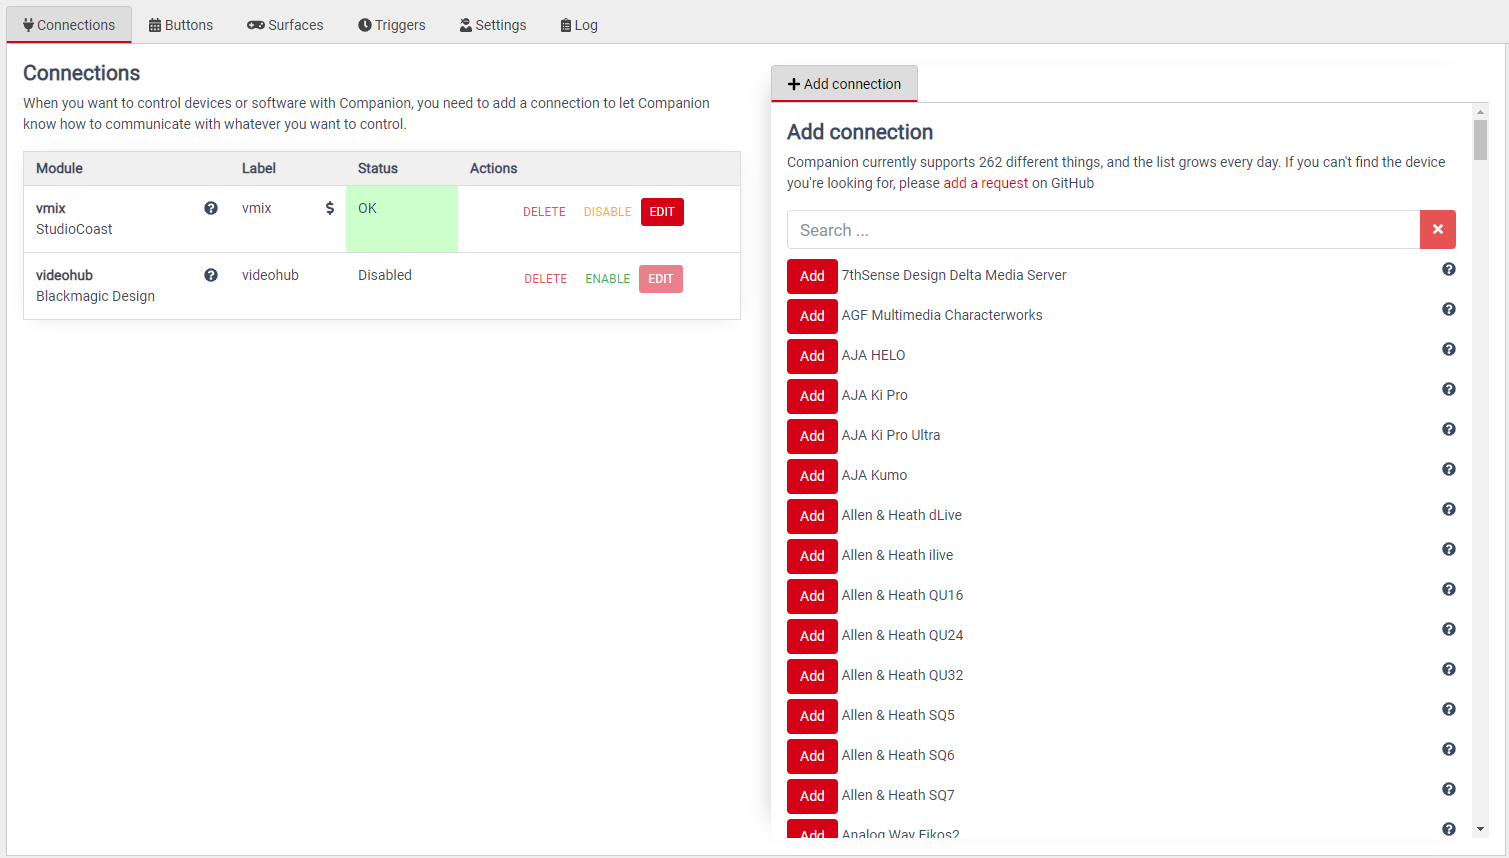 Connections Buttons Surfaces Triggers Settings Log
Connections
When you want to control devices or software with Companion, you need to add a connection to let Companion
know how to communicate with whatever you want to control.
Module Label Status Actions
vmix vmix $ OK DELETE DISABLE EDIT
StudioCoast
videohub videohub Disabled DELETE ENABLE EDIT
Blackmagic Design
Add connection
Add connection
Companion currently supports 262 different things, and the list grows every day. If you can't find the device
you're looking for, please add a request on GitHub
Search ...
Add 7thSense Design Delta Media Server
Add AGF Multimedia Characterworks
Add AJA HELO
Add AJA Ki Pro
Add AJA Ki Pro Ultra
Add AJA Kumo
Add Allen & Heath dLive
Add Allen & Heath ilive
Add Allen & Heath QU16
Add Allen & Heath QU24
Add Allen & Heath QU32
Add Allen & Heath SQ5
Add Allen & Heath SQ6
Add Allen & Heath SQ7
Add Analog Way Eikos2